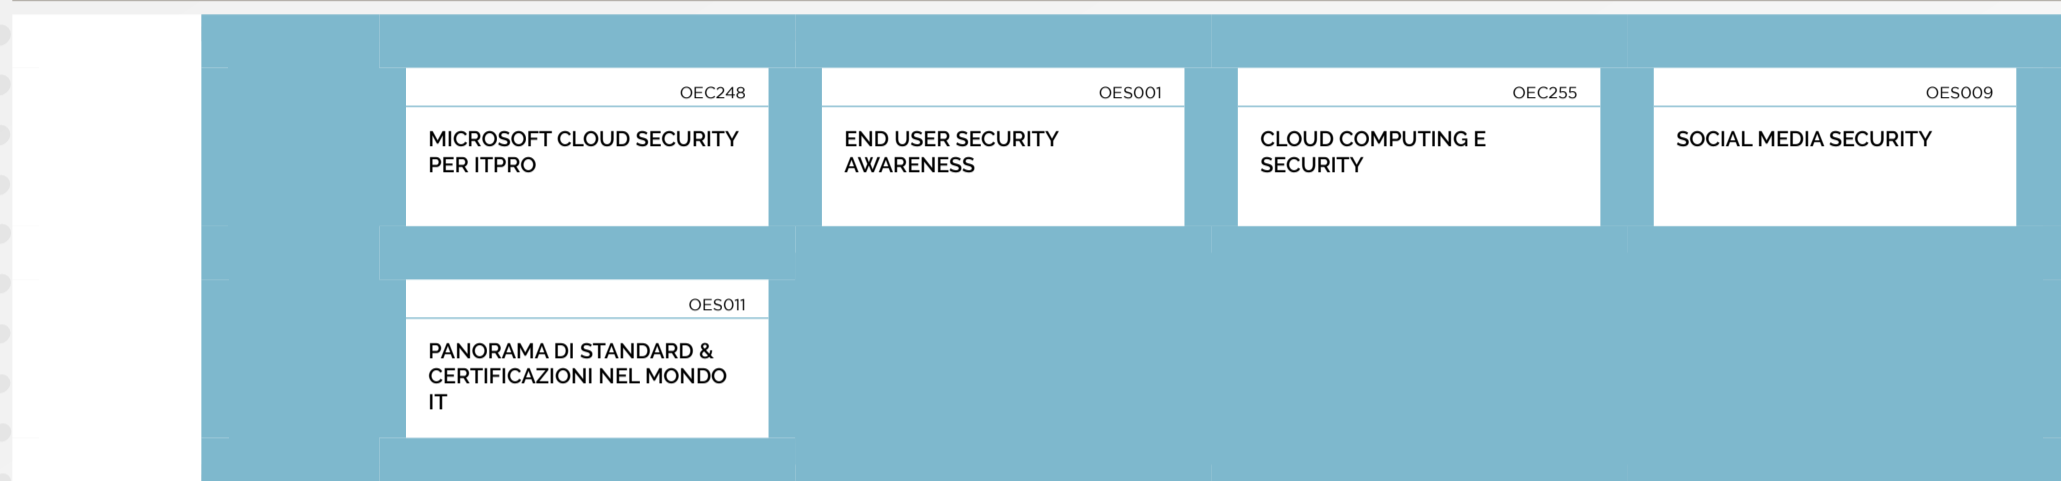 OEC248
MICROSOFT CLOUD SECURITY
PER ITPRO
OES001
END USER SECURITY
AWARENESS
OEC255
CLOUD COMPUTING E
SECURITY
OES009
SOCIAL MEDIA SECURITY
OES011
PANORAMA DI STANDARD &
CERTIFICAZIONI NEL MONDO
IT